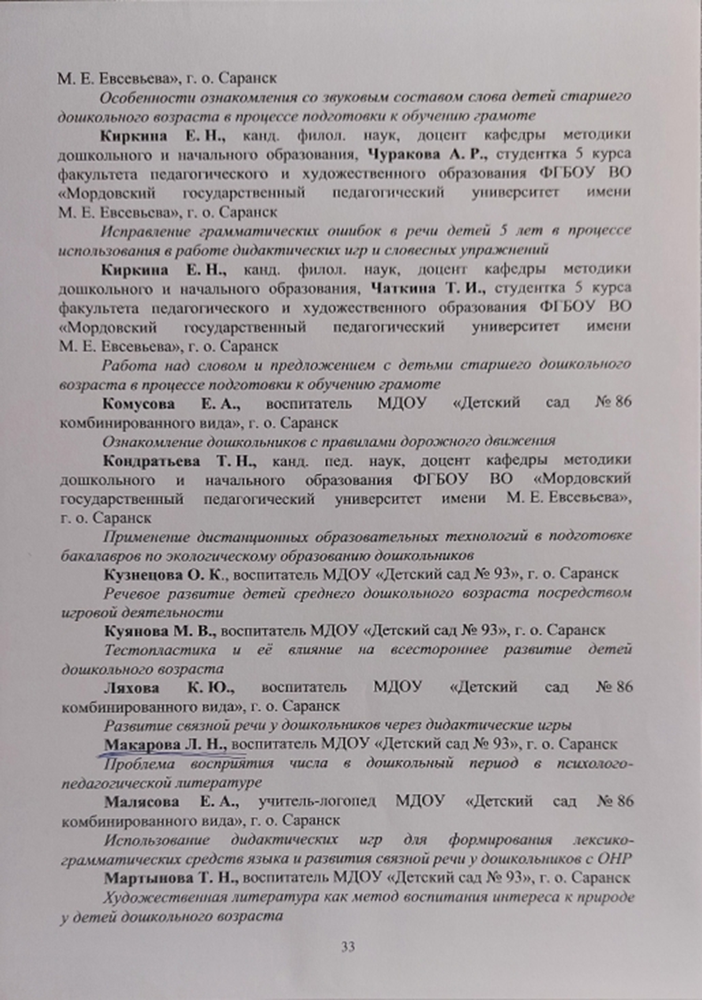 М. Е. Евсевьева», г. о. Саранск
Особенности ознакомления со звуковым составом слова детей старшего
дошкольного возраста в процессе подготовки к обучению грамоте
Киркина Е. Н., канд. филол. наук, доцент кафедры методики
дошкольного и начального образования, Чуракова А. Р., студентка 5 курса
факультета педагогического и художественного образования ФГБОУ ВО
«Мордовский государственный педагогический университет имени
М. Е. Евсевьева», г. о. Саранск
Исправление грамматических ошибок в речи детей 5 лет в процессе
использования в работе дидактических игр и словесных упражнений
Киркина Е. Н., канд. филол. наук, доцент кафедры методики
дошкольного и начального образования, Чаткина Т. И., студентка 5 курса
факультета педагогического и художественного образования ФГБОУ ВО
«Мордовский государственный педагогический университет имени
М. Е. Евсевьева», г. о. Саранск
Работа над словом и предложением с детьми старшего дошкольного
возраста в процессе подготовки к обучению грамоте
Комусова Е. А., воспитатель МДОУ «Детский сад № 86
комбинированного вида», г. о. Саранск
Ознакомление дошкольников с правилами дорожного движения
Кондратьева Т. Н., канд. пед. наук, доцент кафедры методики
дошкольного и начального образования ФГБОУ ВО «Мордовский
государственный педагогический университет имени М. Е. Евсевьева»,
г. о. Саранск
Применение дистанционных образовательных технологий в подготовке
бакалавров по экологическому образованию дошкольников
Кузнецова О. К., воспитатель МДОУ «Детский сад № 93», г. о. Саранск
Речевое развитие детей среднего дошкольного возраста посредством
игровой деятельности
Куянова М. В., воспитатель МДОУ «Детский сад № 93», г. о. Саранск
Тестопластика и её влияние на всестороннее развитие детей
дошкольного возраста
Ляхова К. Ю., воспитатель МДОУ «Детский сад № 86
комбинированного вида», г. о. Саранск
Развитие связной речи у дошкольников через дидактические игры
Макарова Л. Н., воспитатель МДОУ «Детский сад № 93», г. о. Саранск
Проблема восприятия числа в дошкольный период в психолого-
педагогической литературе
Малясова Е. А., учитель-логопед МДОУ «Детский сад № 86
комбинированного вида», г. о. Саранск
Использование дидактических игр для формирования лексико-
грамматических средств языка и развития связной речи у дошкольников с ОНР
Мартынова Т. Н., воспитатель МДОУ «Детский сад № 93», г. о. Саранск
Художественная литература как метод воспитания интереса к природе
у детей дошкольного возраста
33